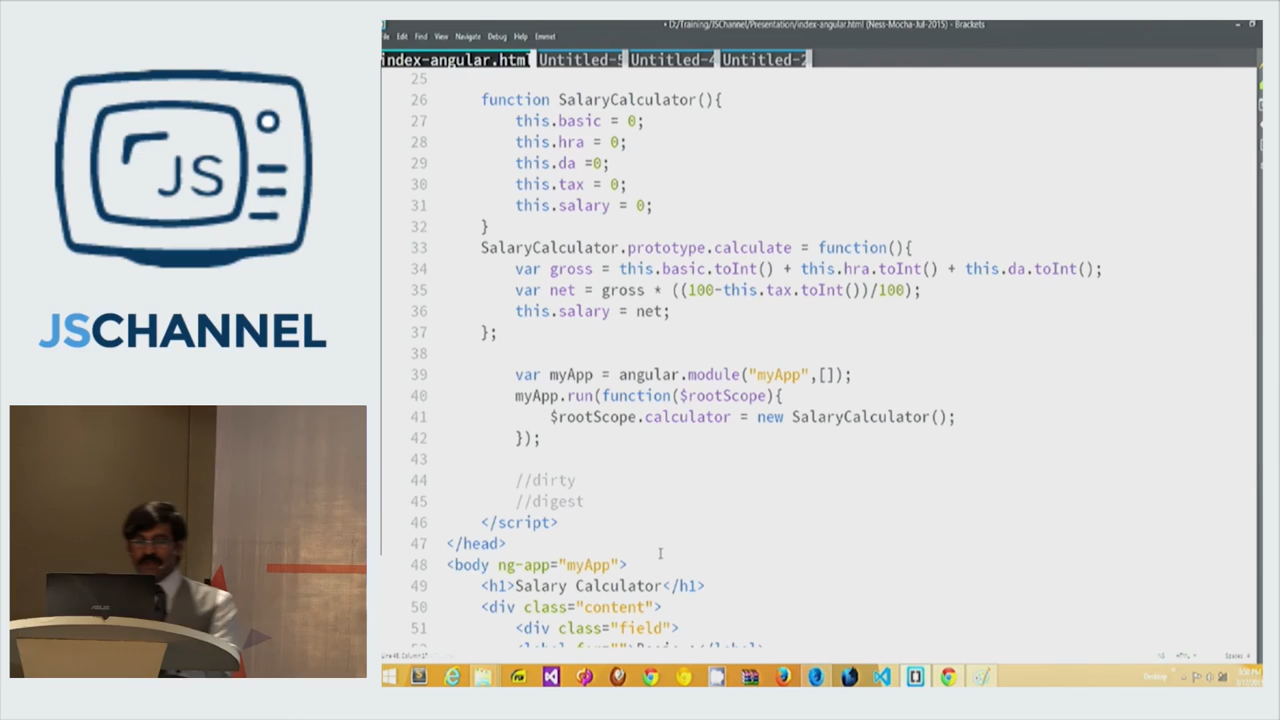 JS
JSCHANNEL
• D:/Training/JSChannel/Presentation/index-angular.html (Ness-Mocha-Jul-2015) - Brackets
Edit Find View Navigate Debug Help Emmet
index-angular.html Untitled-5 Untitled-4 Untitled-2
25
26 function SalaryCalculator(){
27 this.basic = 0;
28 this.hra = 0;
29 this.da =0;
30 this.tax = 0;
31 this.salary = 0;
32 }
33 SalaryCalculator.prototype.calculate = function(){
34 var gross = this.basic.toInt() + this.hra.toInt() + this.da.toInt();
35 var net = gross * ((100-this.tax.toInt())/100);
36 this.salary = net;
37 };
38
39 var myApp = angular.module("myApp",[]);
40 myApp.run(function($rootScope){
41 $rootScope.calculator = new SalaryCalculator();
42 });
43
44 //dirty
45 //digest
46 </script>
47 </head>
48 <body ng-app="myApp">
49 <h1>Salary Calculator</h1>
50 <div class="content">
51 <div class="field">
ASUS
Desktop